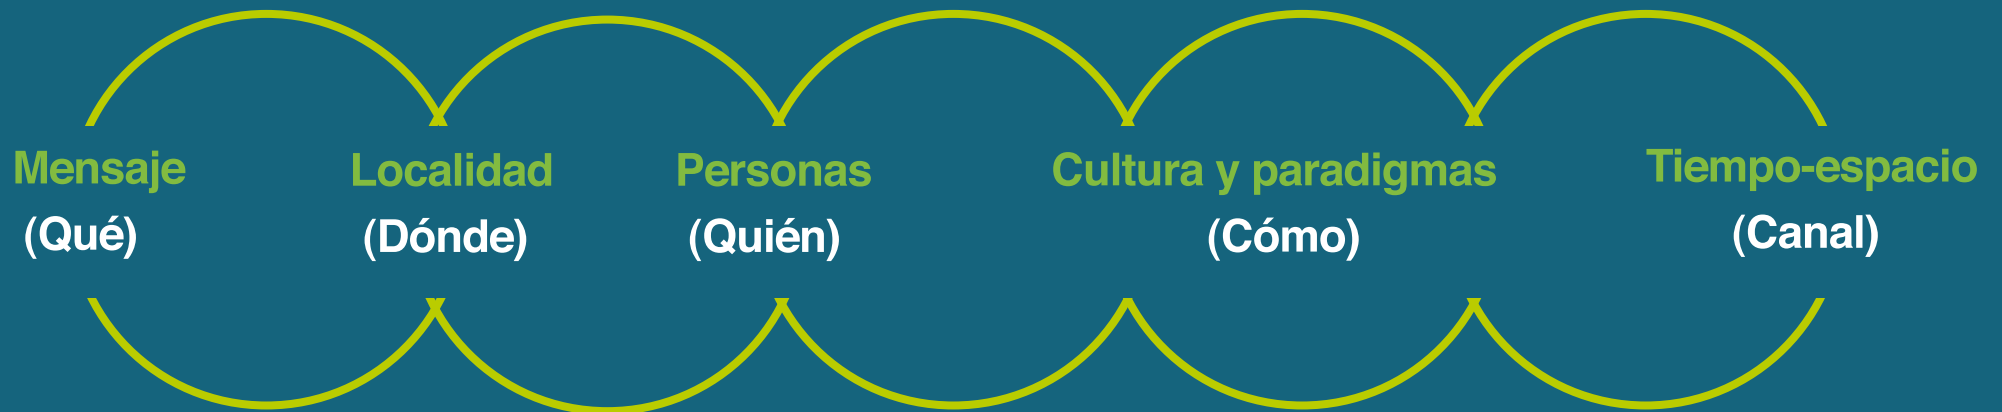 Mensaje
(Qué)
Localidad
(Dónde)
Personas
(Quién)
Cultura y paradigmas
(Cómo)
Tiempo-espacio
(Canal)